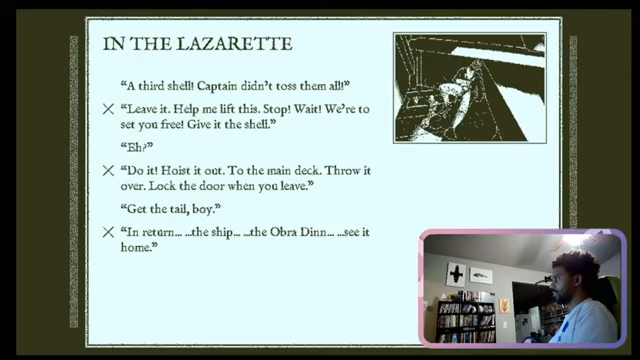 IN THE LAZARETTE
"A third shell! Captain didn't toss them all!"
"Leave it. Help me lift this. Stop! Wait! We're to
set you free! Give it the shell."
"Eh?"
"Do it! Hoist it out. To the main deck. Throw it
over. Lock the door when you leave."
"Get the tail, boy."
"In return... ...the ship... ...the Obra Dinn... ...see it
home."